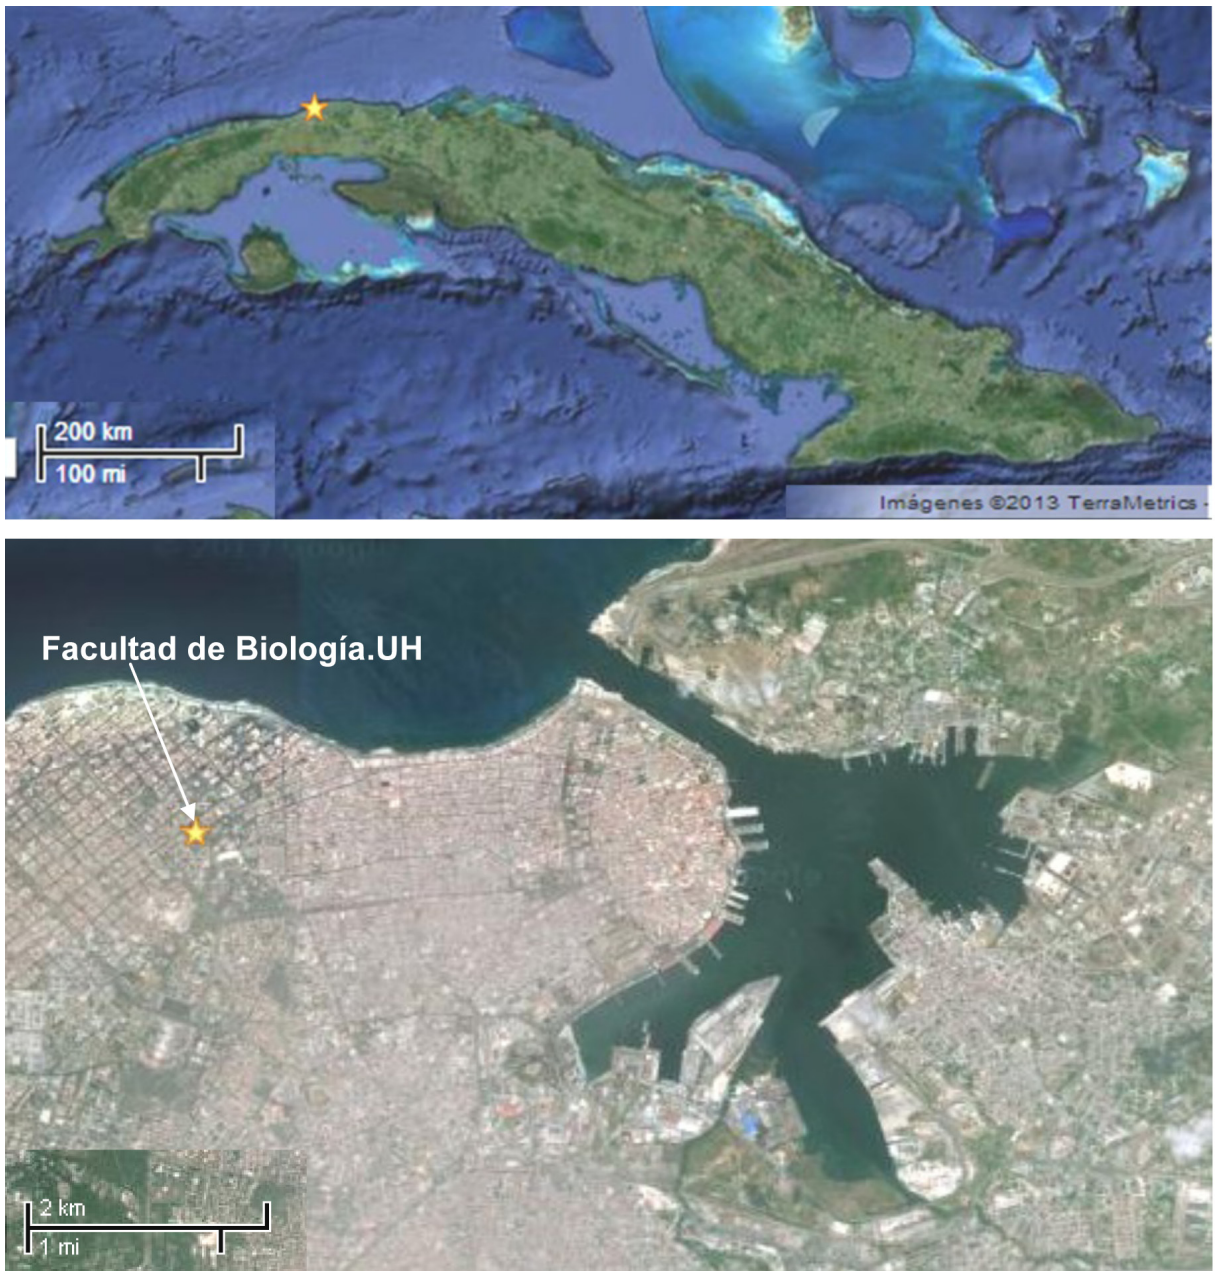 200 km
100 mi
Imágenes ©2013 TerraMetrics -
Facultad de Biología.UH
2 km
1 mi